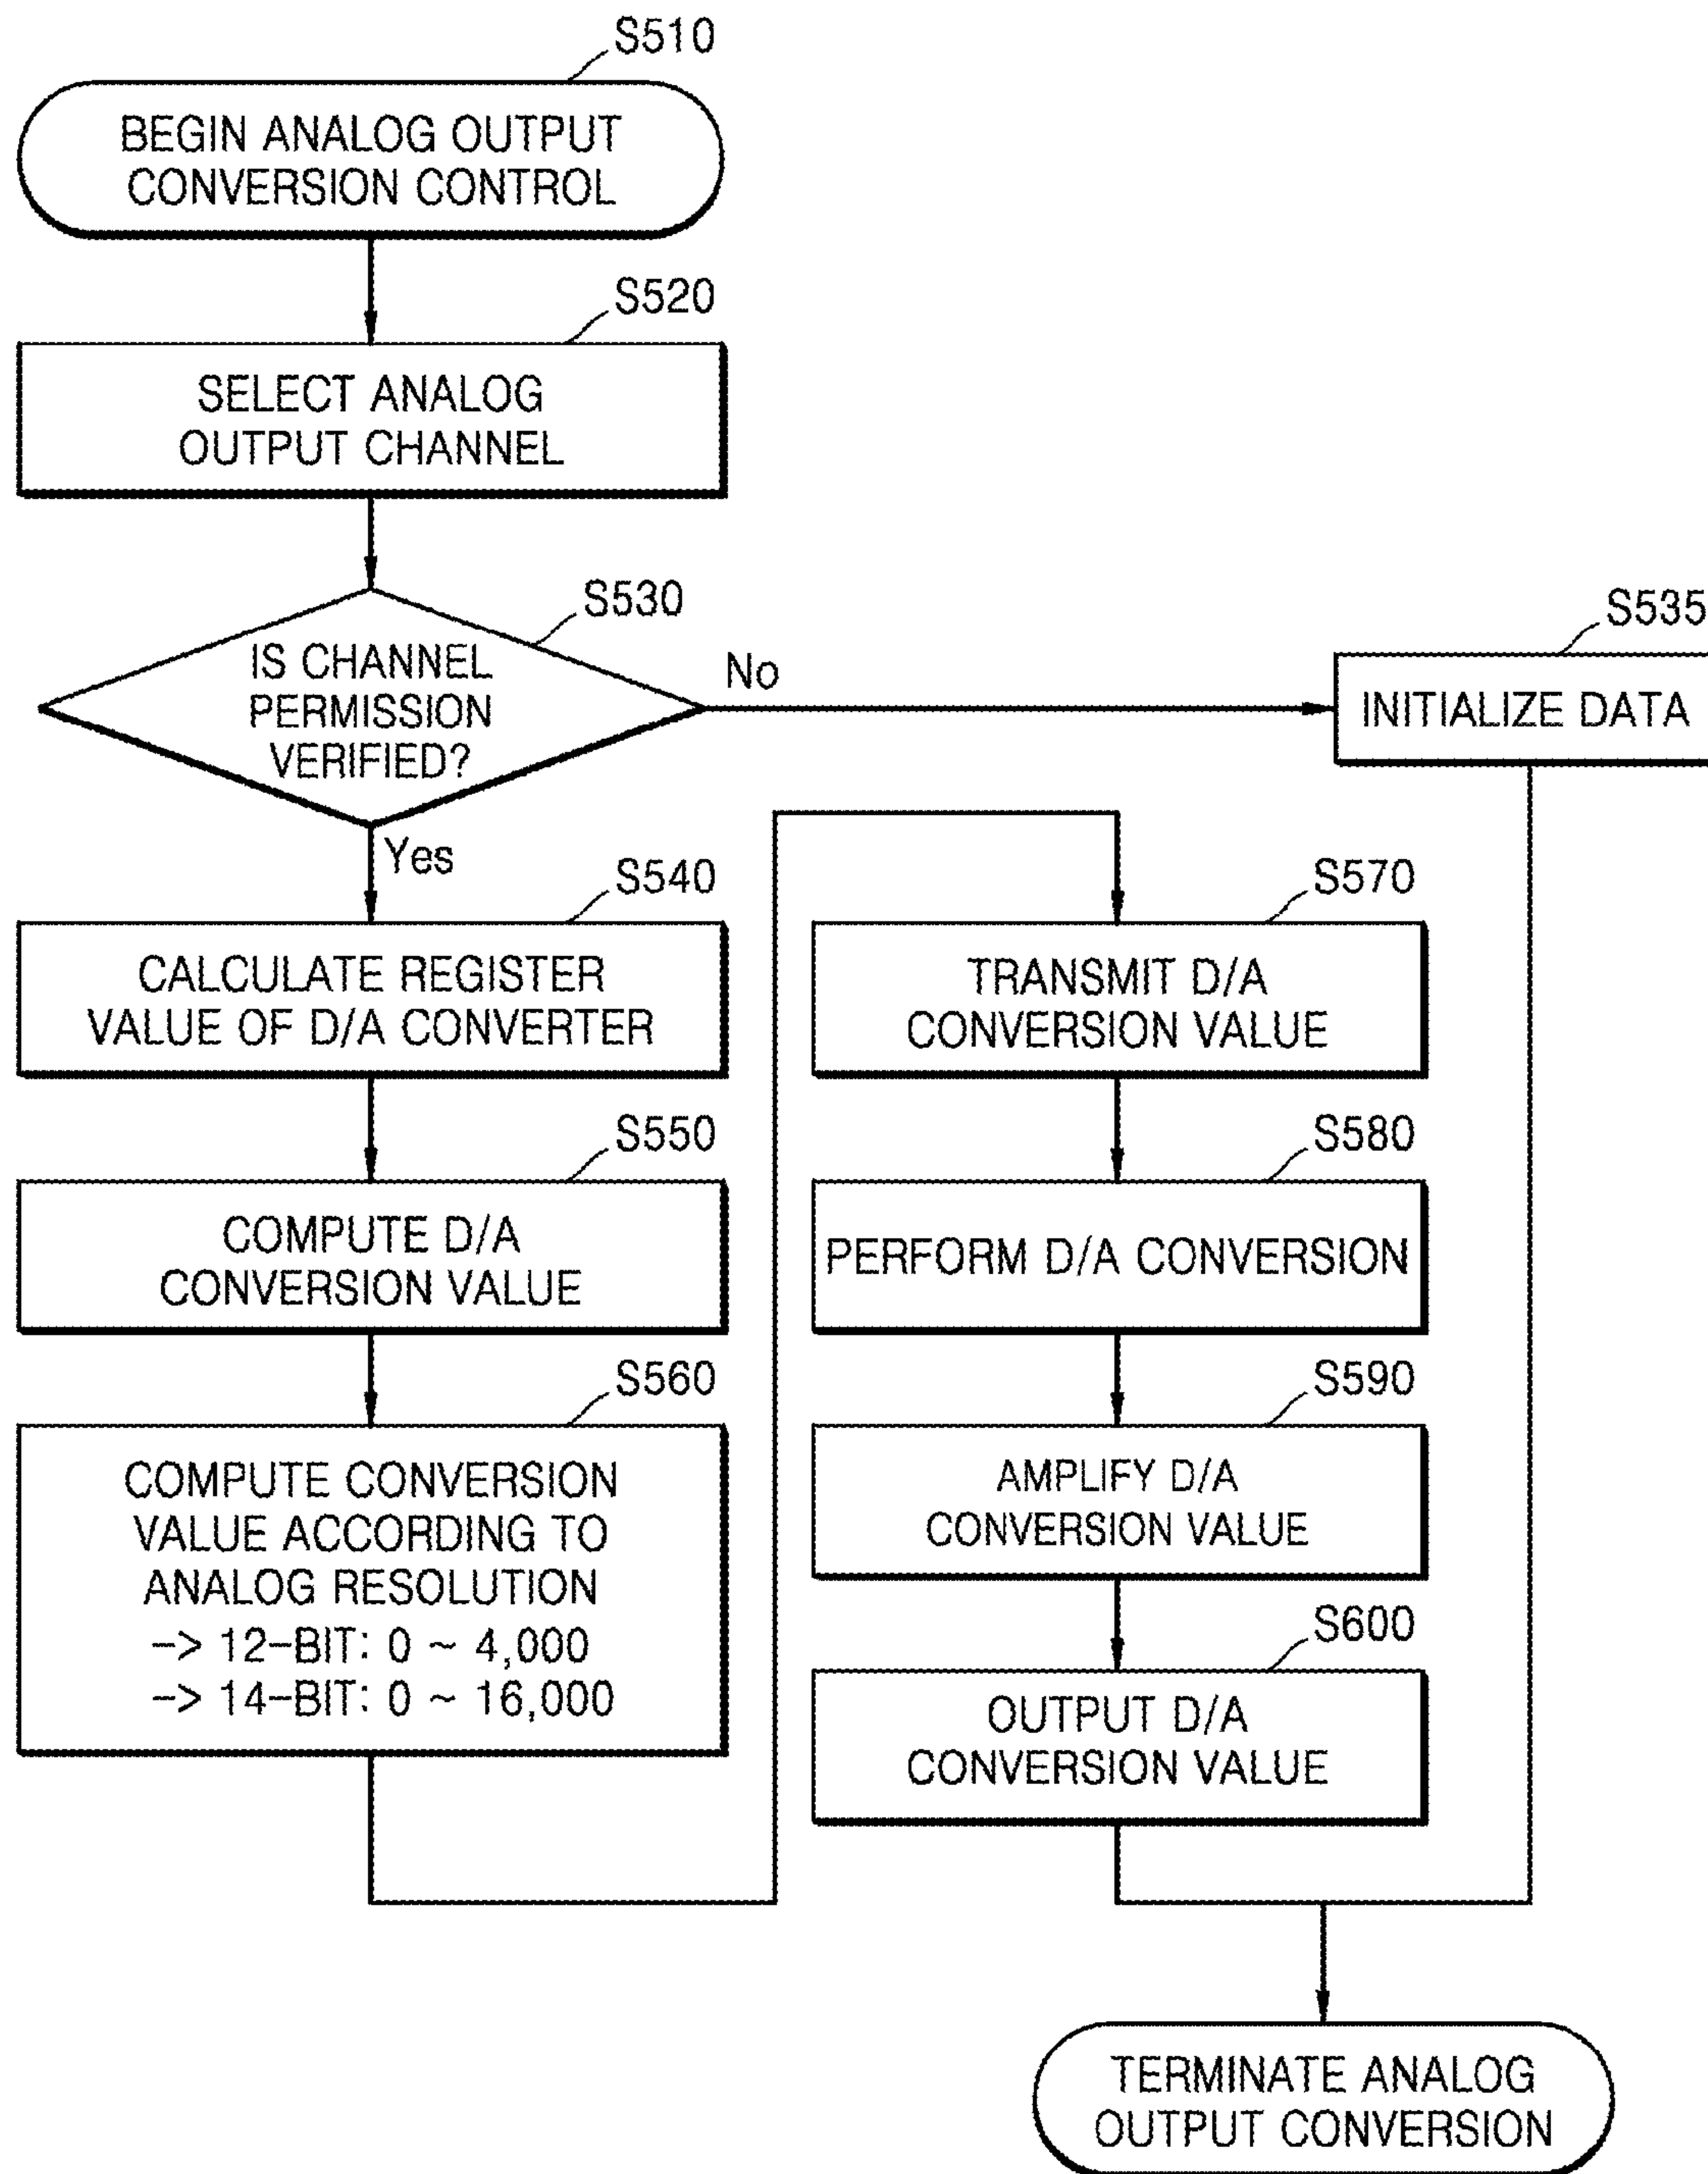 S510
BEGIN ANALOG OUTPUT
CONVERSION CONTROL
S520
SELECT ANALOG
OUTPUT CHANNEL
S530
IS CHANNEL
PERMISSION
VERIFIED?
No
S535
INITIALIZE DATA
Yes
S540
CALCULATE REGISTER
VALUE OF D/A CONVERTER
S550
COMPUTE D/A
CONVERSION VALUE
S560
COMPUTE CONVERSION
VALUE ACCORDING TO
ANALOG RESOLUTION
-> 12-BIT: 0 ~ 4,000
-> 14-BIT: 0 ~ 16,000
S570
TRANSMIT D/A
CONVERSION VALUE
S580
PERFORM D/A CONVERSION
S590
AMPLIFY D/A
CONVERSION VALUE
S600
OUTPUT D/A
CONVERSION VALUE
TERMINATE ANALOG
OUTPUT CONVERSION